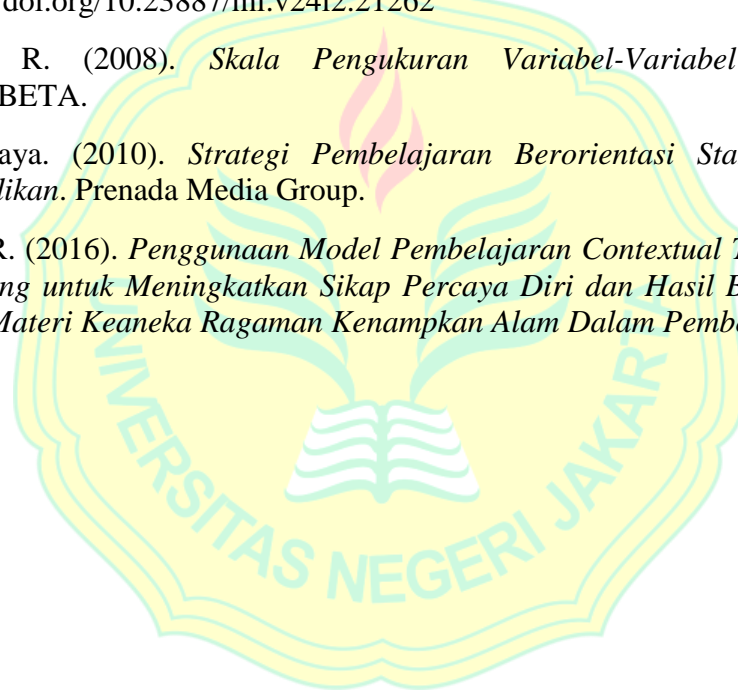 doi.org/10.23887/mi.v24i2.21262
R. (2008). Skala Pengukuran Variabel-Variabel
BETA.
aya. (2010). Strategi Pembelajaran Berorientasi Sta
likan. Prenada Media Group.
R. (2016). Penggunaan Model Pembelajaran Contextual T
ng untuk Meningkatkan Sikap Percaya Diri dan Hasil B
Materi Keaneka Ragaman Kenampkan Alam Dalam Pemb
UNIVERSITAS NEGERI JAKARTA